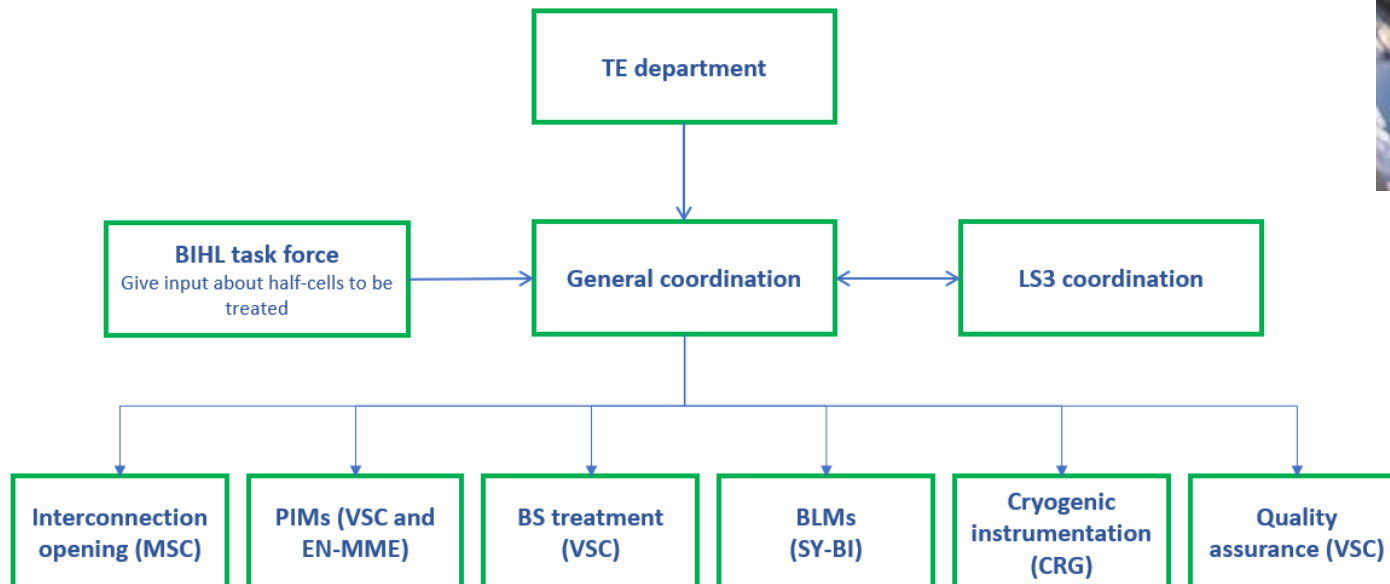 TE department
BIHL task force
Give input about half-cells to be
treated
General coordination
LS3 coordination
Interconnection
opening (MSC)
PIMs (VSC and
EN-MME)
BS treatment
(VSC)
BLMs
(SY-BI)
Cryogenic
instrumentation
(CRG)
Quality
assurance (VSC)